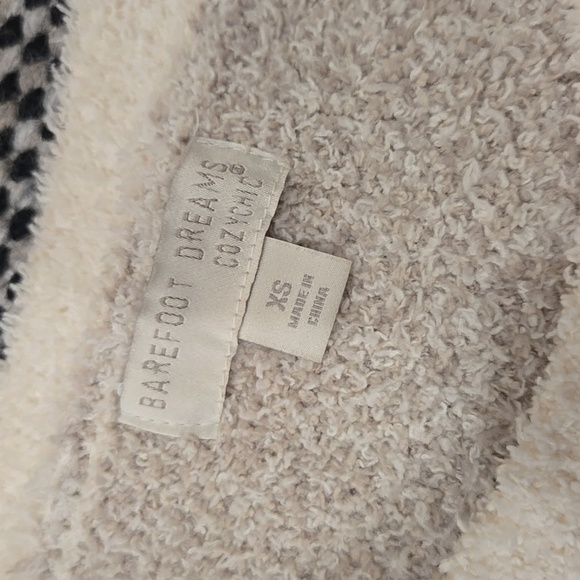 BAREFOOT DREAMS
COZYCHIC®
XS
MADE IN
CHINA